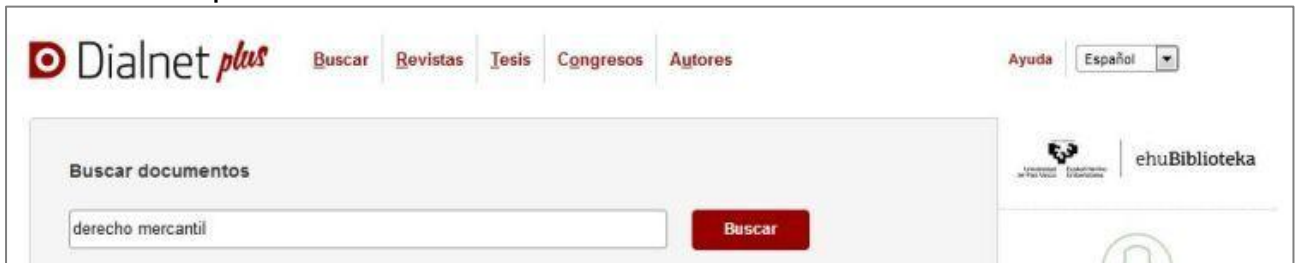 Dialnet plus Buscar Revistas Tesis Congresos Autores Ayuda Español
Buscar documentos
ehuBiblioteka
derecho mercantil Buscar